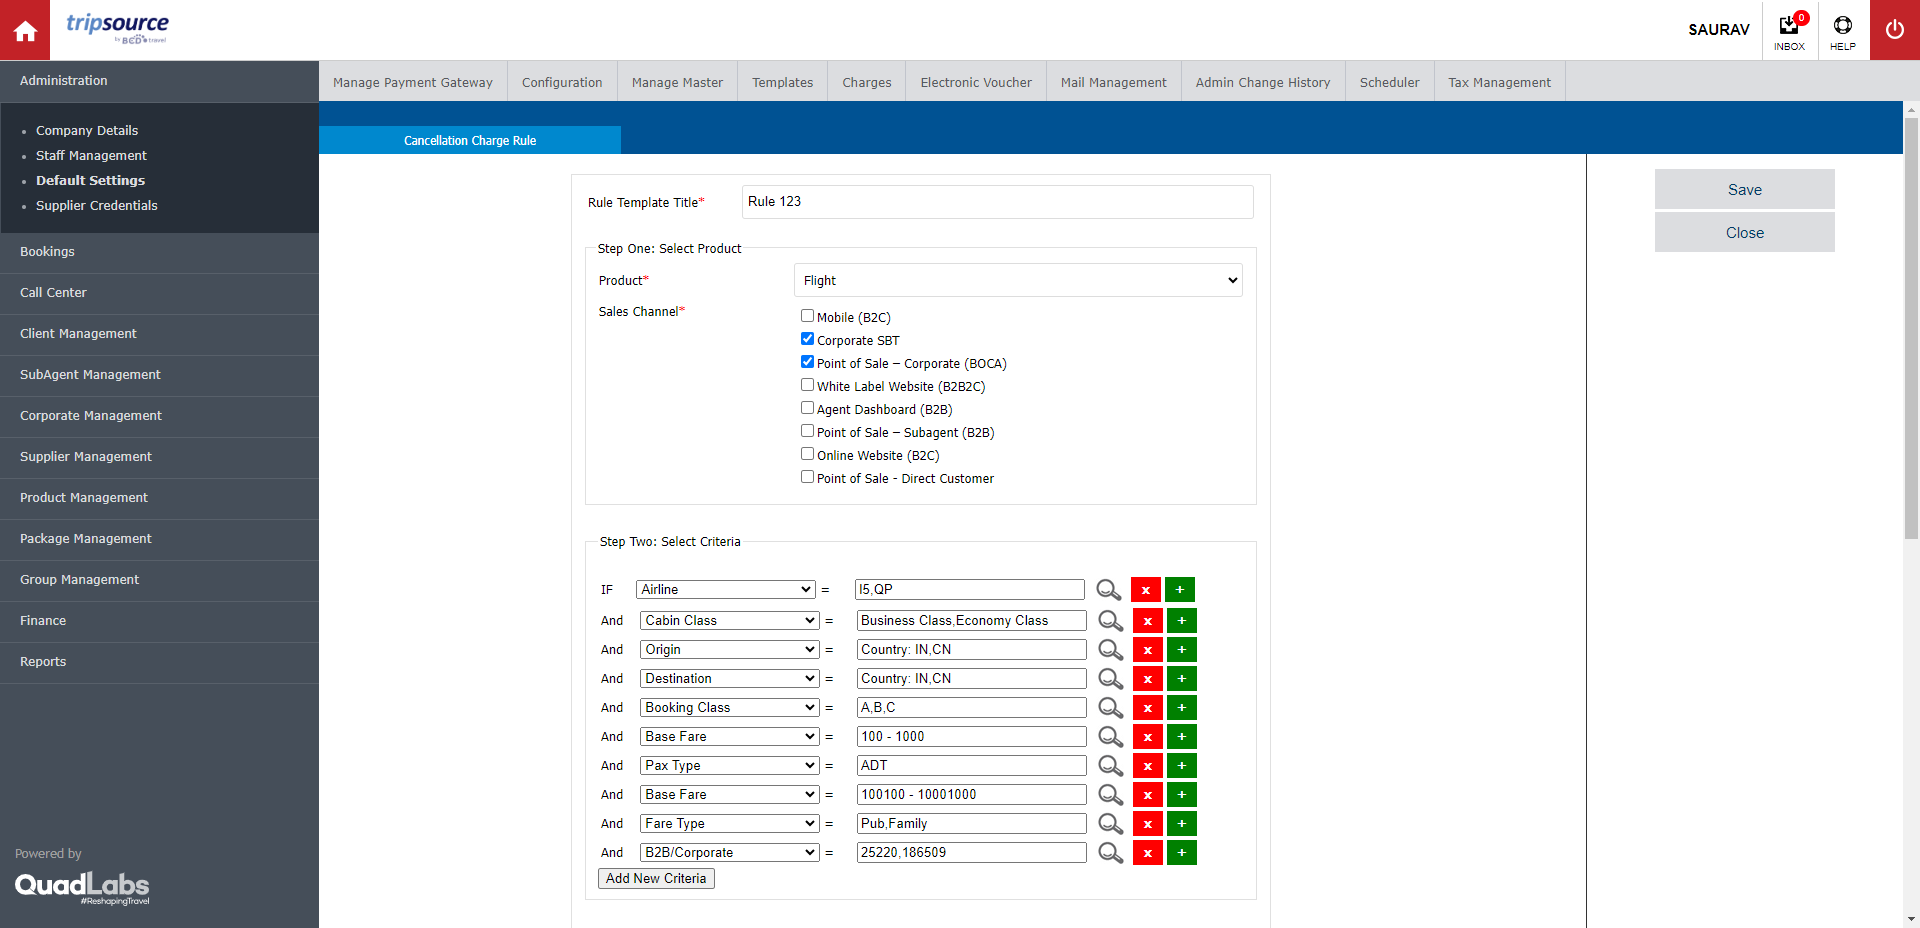 tripsource
by BCD travel
SAURAV
0
INBOX
HELP
Administration
Company Details
Staff Management
Default Settings
Supplier Credentials
Bookings
Call Center
Client Management
SubAgent Management
Corporate Management
Supplier Management
Product Management
Package Management
Group Management
Finance
Reports
Powered by
QuadLabs
#ReshapingTravel
Manage Payment Gateway
Configuration
Manage Master
Templates
Charges
Electronic Voucher
Mail Management
Admin Change History
Scheduler
Tax Management
Cancellation Charge Rule
Rule Template Title* Rule 123
Step One: Select Product
Product* Flight
Sales Channel*
Mobile (B2C)
Corporate SBT
Point of Sale – Corporate (BOCA)
White Label Website (B2B2C)
Agent Dashboard (B2B)
Point of Sale – Subagent (B2B)
Online Website (B2C)
Point of Sale - Direct Customer
Step Two: Select Criteria
IF Airline = I5,QP x +
And Cabin Class = Business Class,Economy Class x +
And Origin = Country: IN,CN x +
And Destination = Country: IN,CN x +
And Booking Class = A,B,C x +
And Base Fare = 100 - 1000 x +
And Pax Type = ADT x +
And Base Fare = 100100 - 10001000 x +
And Fare Type = Pub,Family x +
And B2B/Corporate = 25220,186509 x +
Add New Criteria
Save
Close